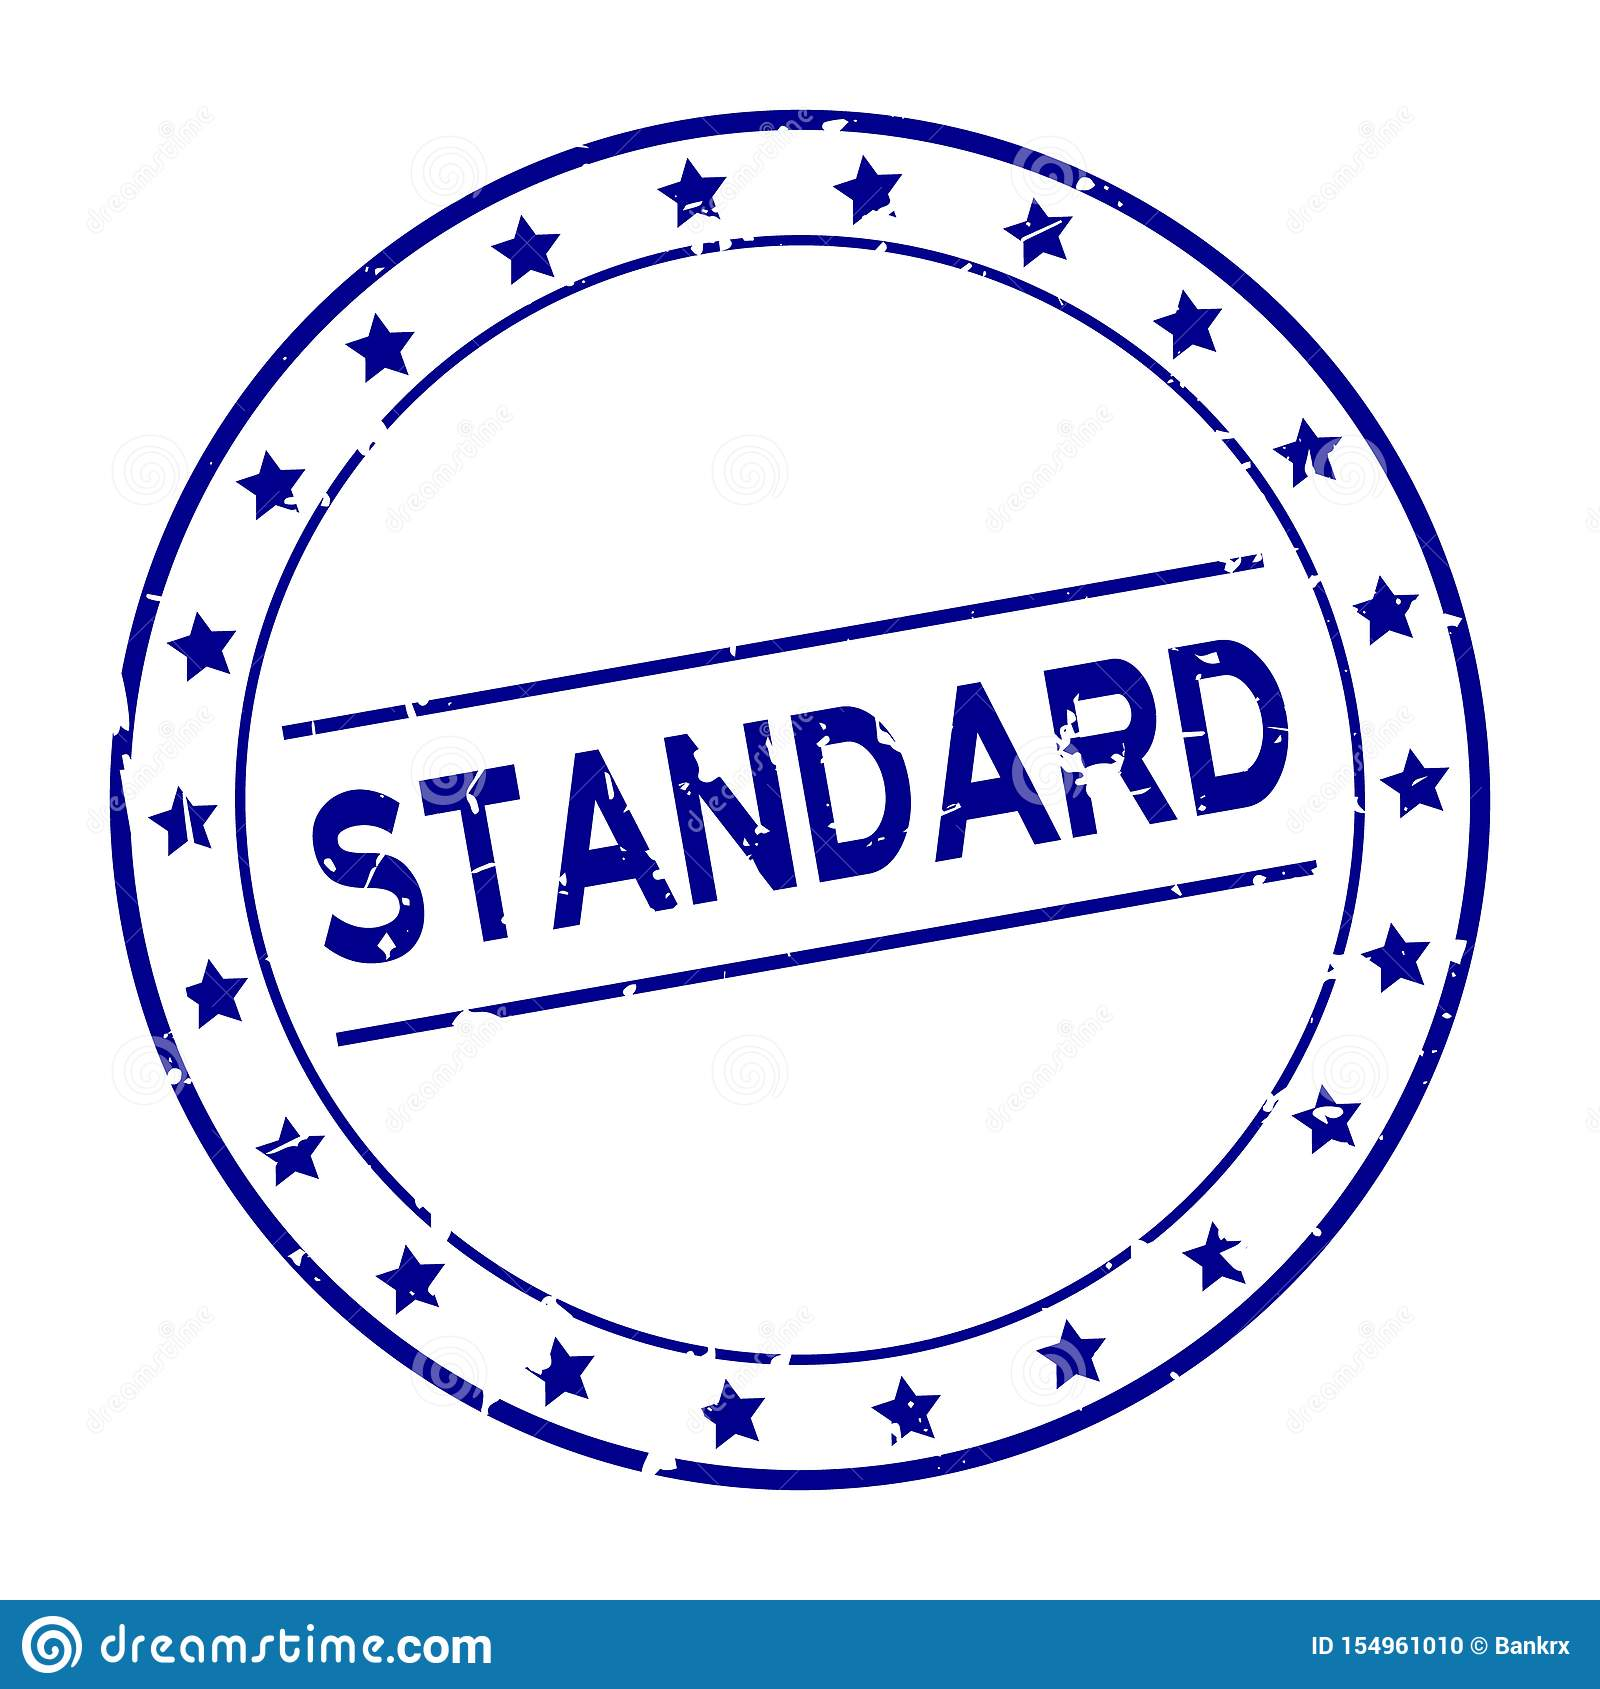 STANDARD
dreamstime.com
ID 154961010 © Bankrx